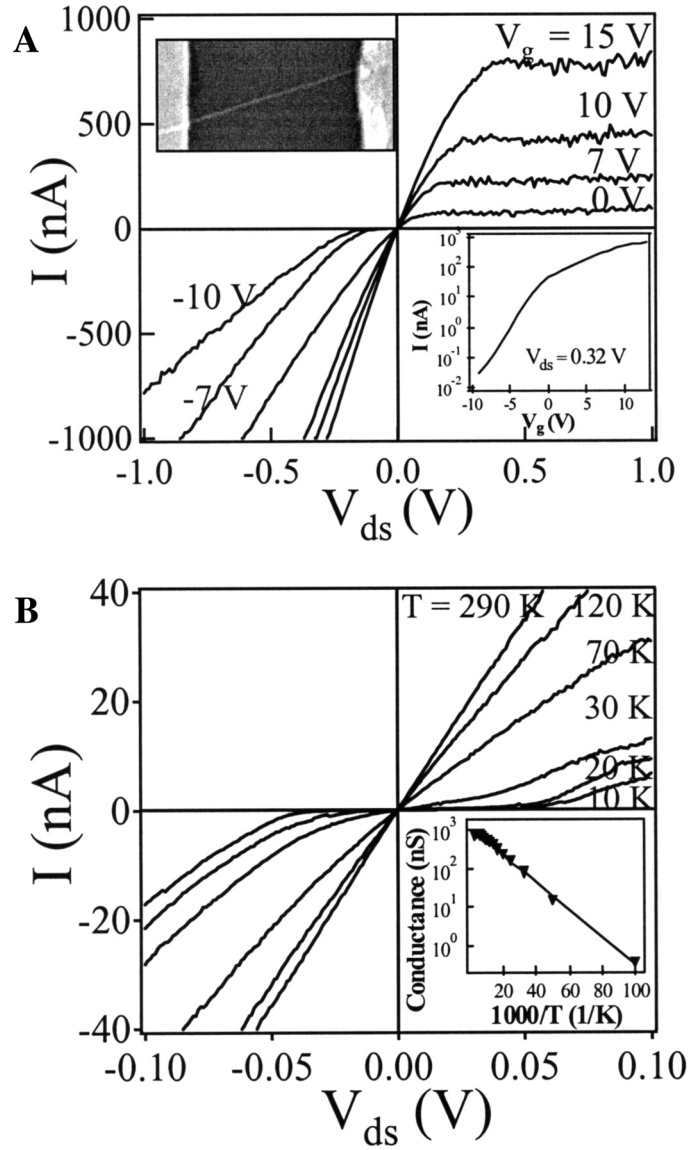 A
1000
500
0
-500
-1000
I (nA)
V_g = 15 V
10 V
7 V
0 V
-10 V
-7 V
10^3
10^2
10^1
10^0
10^-1
10^-2
I (nA)
V_ds = 0.32 V
-10 -5 0 5 10
V_g (V)
-1.0 -0.5 0.0 0.5 1.0
V_ds (V)
B
40
20
0
-20
-40
I (nA)
T = 290 K 120 K
70 K
30 K
20 K
10 K
10^3
10^2
10^1
10^0
Conductance (nS)
20 40 60 80 100
1000/T (1/K)
-0.10 -0.05 0.00 0.05 0.10
V_ds (V)